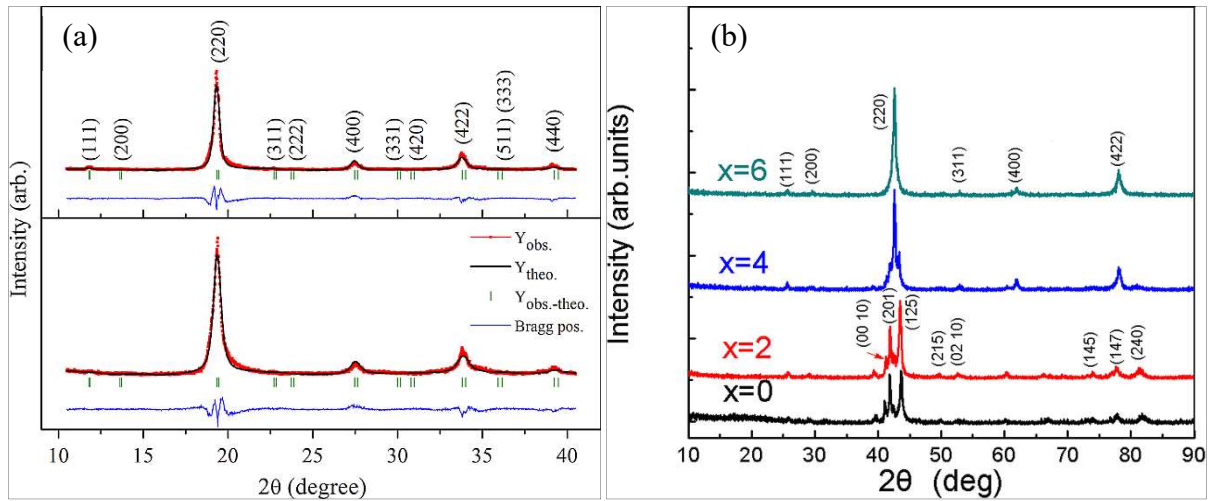 (a)
(220)
(111)
(200)
(311)
(222)
(400)
(331)
(420)
(422)
(511) (333)
(440)
Intensity (arb.)
Y obs.
Y theo.
Y obs.-theo.
Bragg pos.
10 15 20 25 30 35 40
2θ (degree)
(b)
Intensity (arb.units)
x=6
(111)
(200)
(220)
(311)
(400)
(422)
x=4
x=2
(00 10)
(201)
(125)
(215)
(02 10)
(145)
(147)
(240)
x=0
10 20 30 40 50 60 70 80 90
2θ (deg)